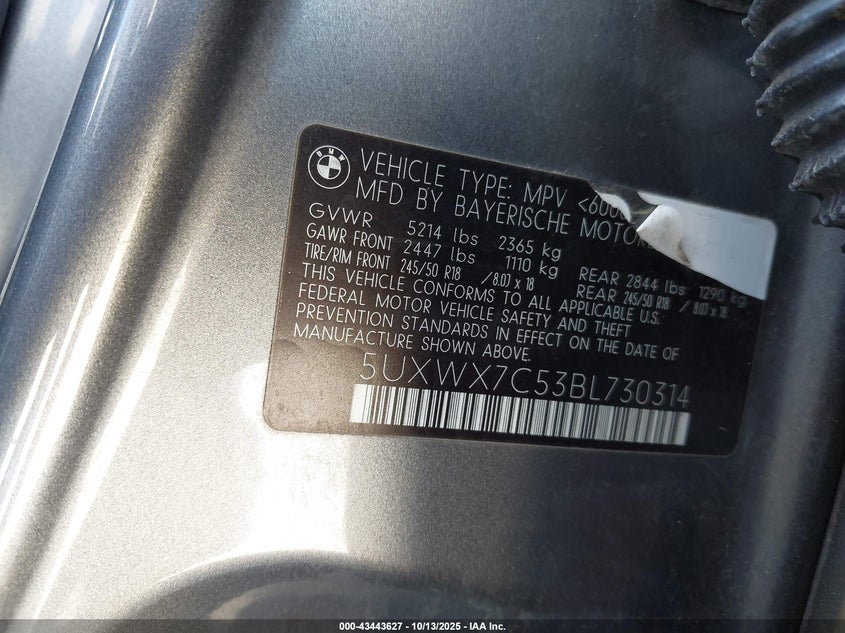 BMW
VEHICLE TYPE: MPV
MFD BY BAYERISCHE
GVWR 5214 lbs 2365 kg
GAWR FRONT 2447 lbs 1110 kg REAR 2844 lbs 1290 kg
TIRE/RIM FRONT 245/50 R18 /8.0J x 18 REAR 245/50 R18 / 8.0J x 18
THIS VEHICLE CONFORMS TO ALL APPLICABLE U.S.
FEDERAL MOTOR VEHICLE SAFETY AND THEFT
PREVENTION STANDARDS IN EFFECT ON THE DATE OF
MANUFACTURE SHOWN ABOVE.
5UXWX7C53BL730314
000-43443627 - 10/13/2025 - IAA Inc.